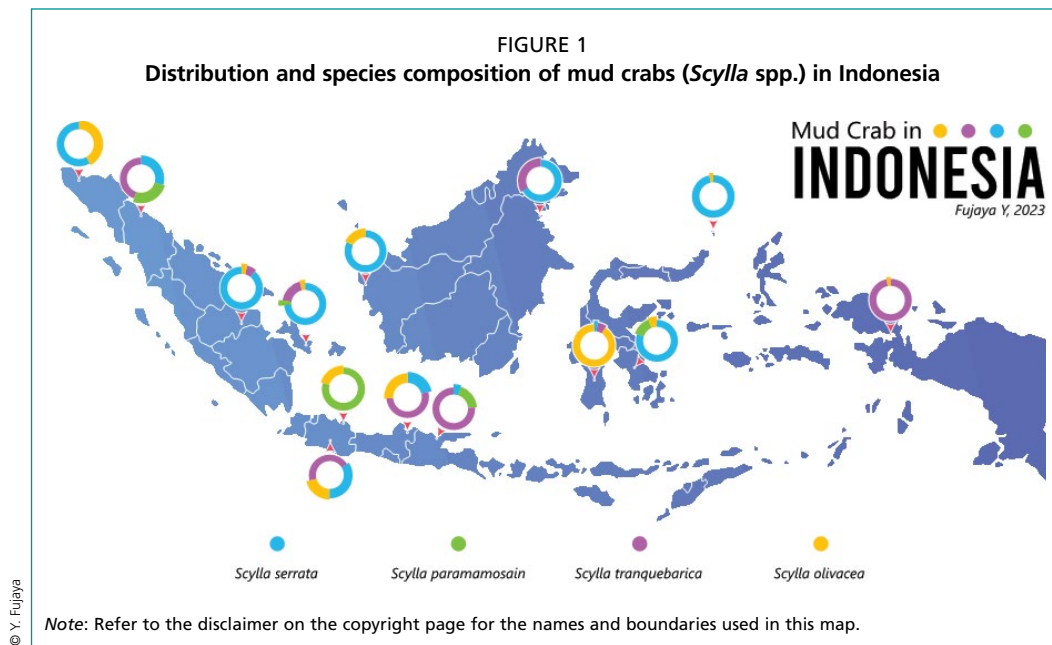 FIGURE 1
Distribution and species composition of mud crabs (Scylla spp.) in Indonesia
Mud Crab in
INDONESIA
Fujaya Y, 2023
Scylla serrata
Scylla paramamosain
Scylla tranquebarica
Scylla olivacea
© Y. Fujaya
Note: Refer to the disclaimer on the copyright page for the names and boundaries used in this map.